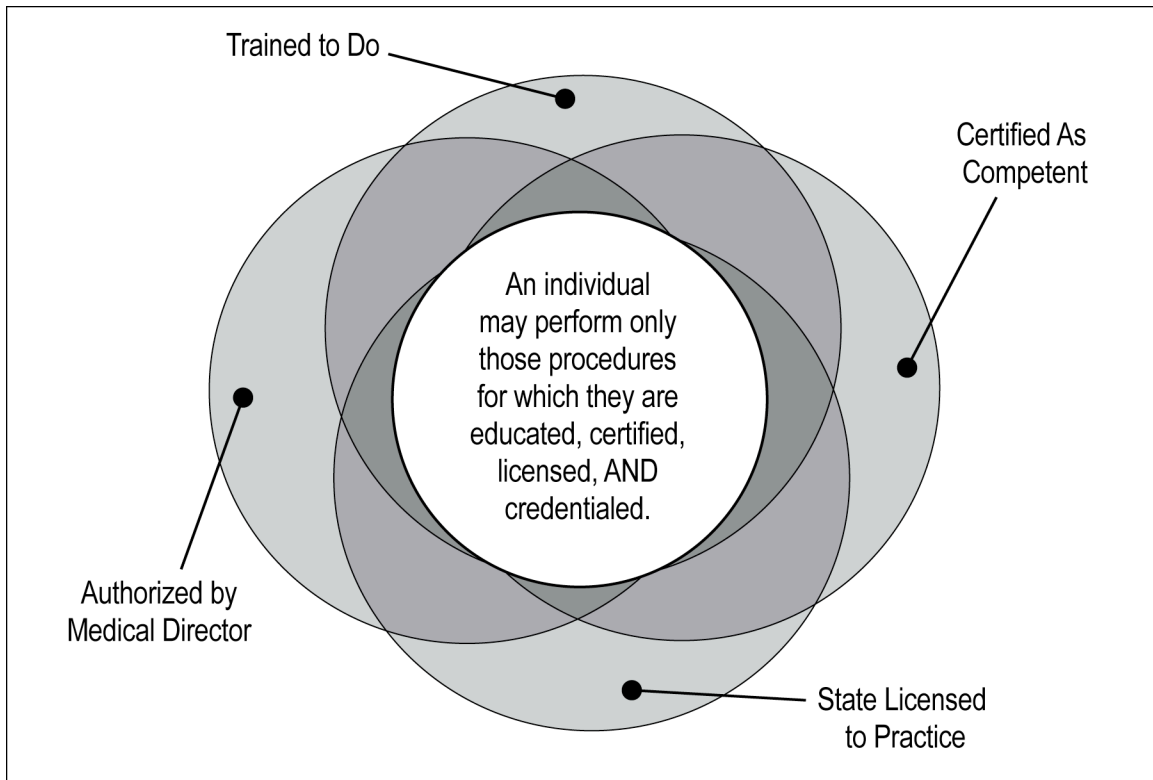 Trained to Do
Certified As
Competent
An individual
may perform only
those procedures
for which they are
educated, certified,
licensed, AND
credentialed.
Authorized by
Medical Director
State Licensed
to Practice